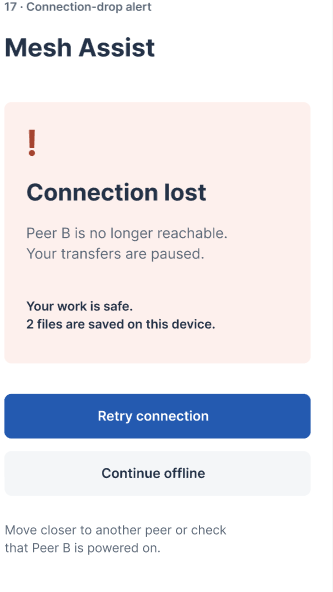 17 · Connection-drop alert
Mesh Assist
!
Connection lost
Peer B is no longer reachable.
Your transfers are paused.
Your work is safe.
2 files are saved on this device.
Retry connection
Continue offline
Move closer to another peer or check
that Peer B is powered on.